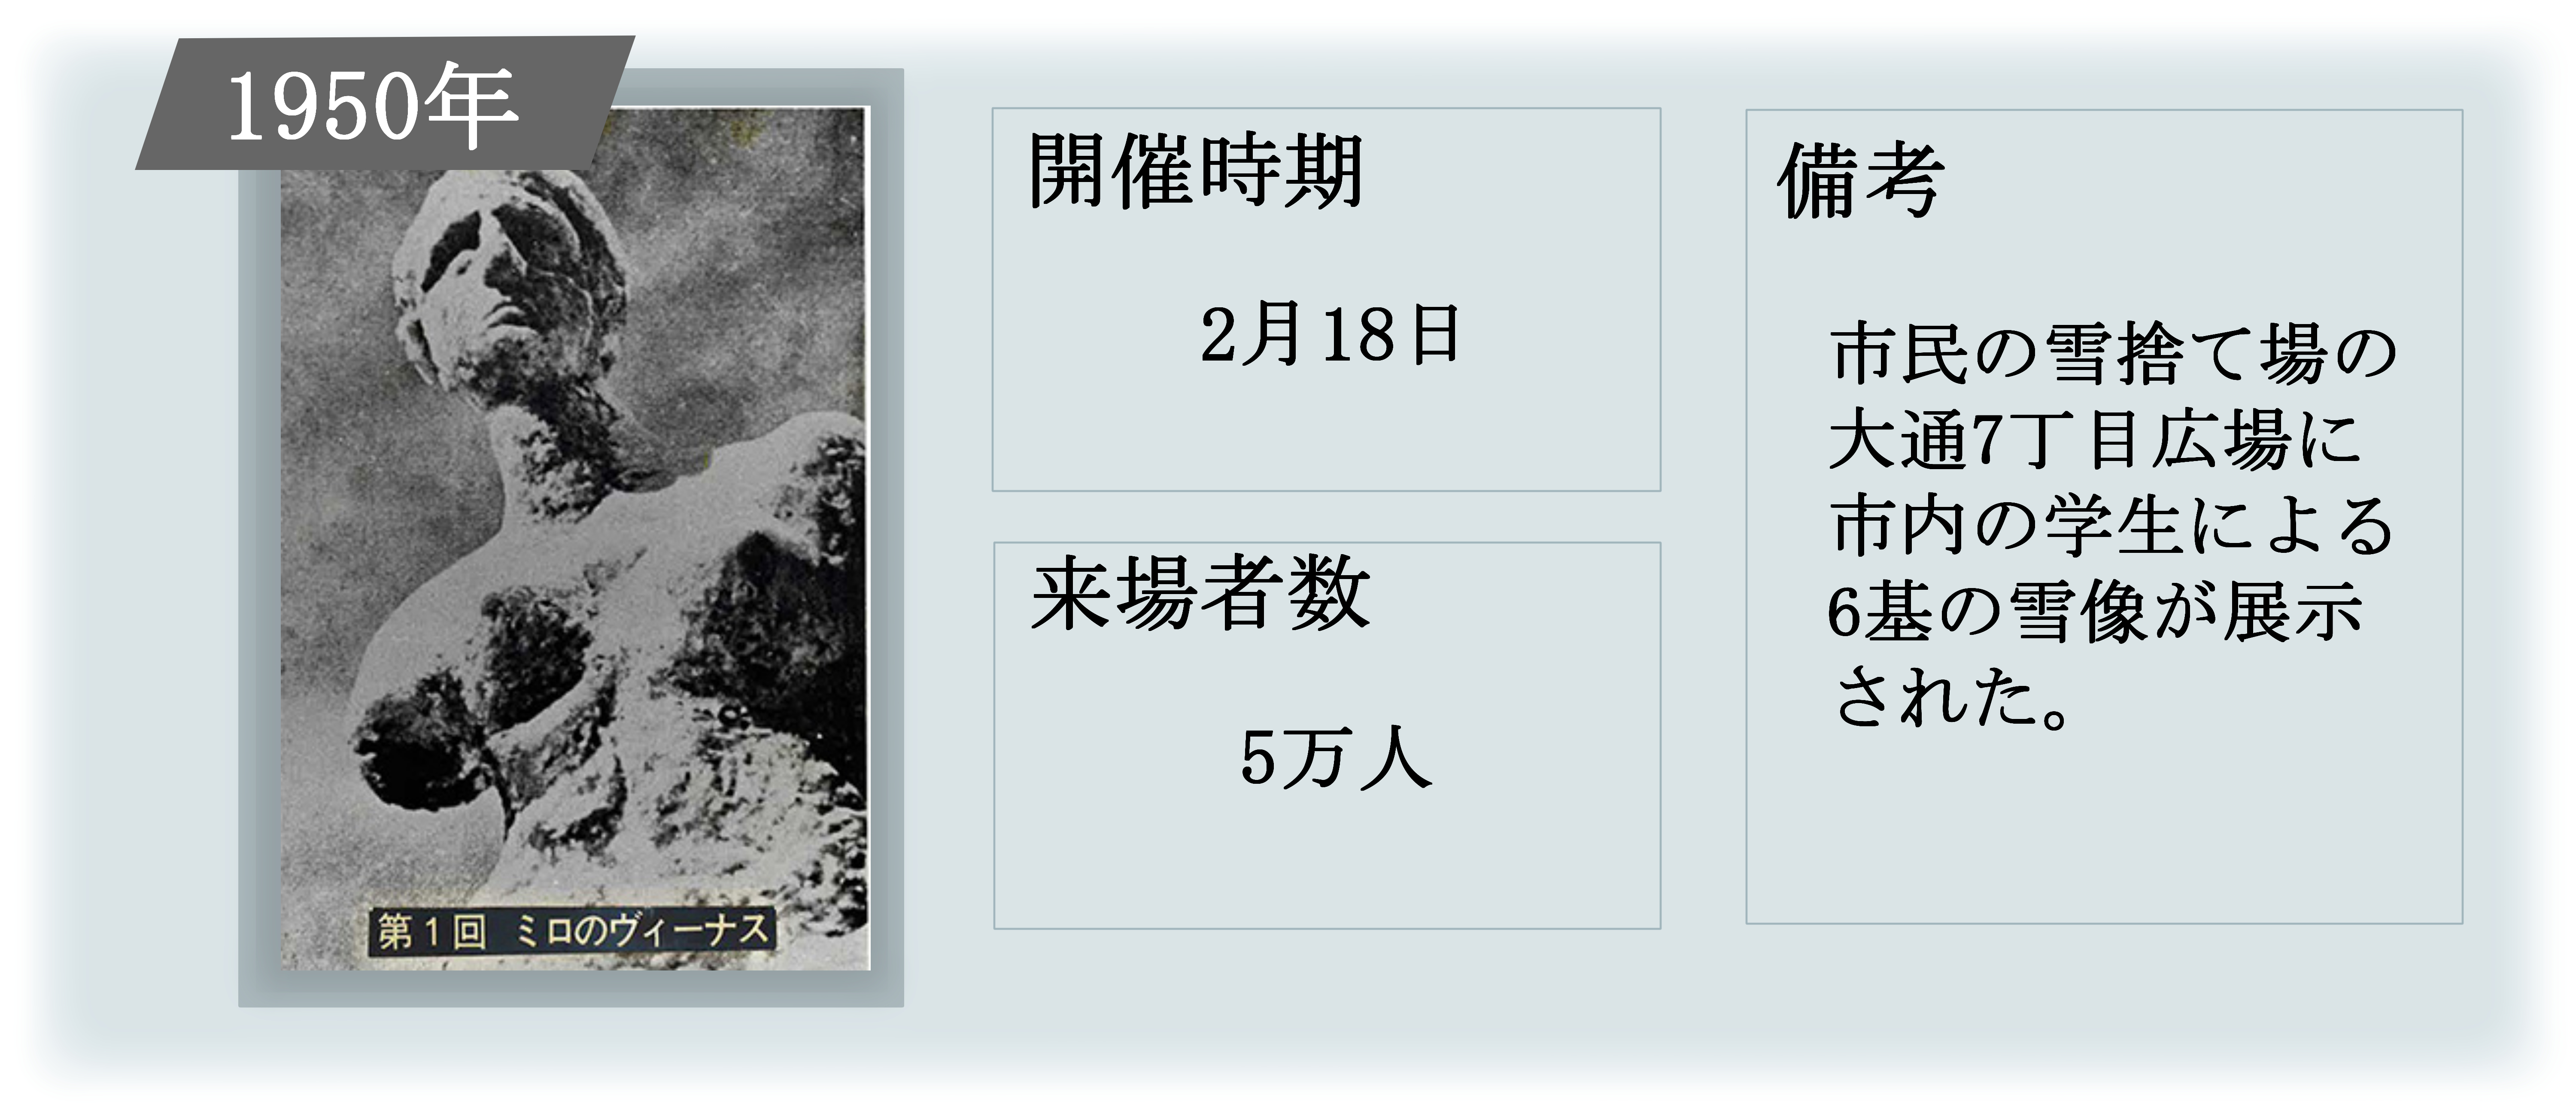 1950年
第1回 ミロのヴィーナス
開催時期
2月18日
来場者数
5万人
備考
市民の雪捨て場の
大通7丁目広場に
市内の学生による
6基の雪像が展示
された。